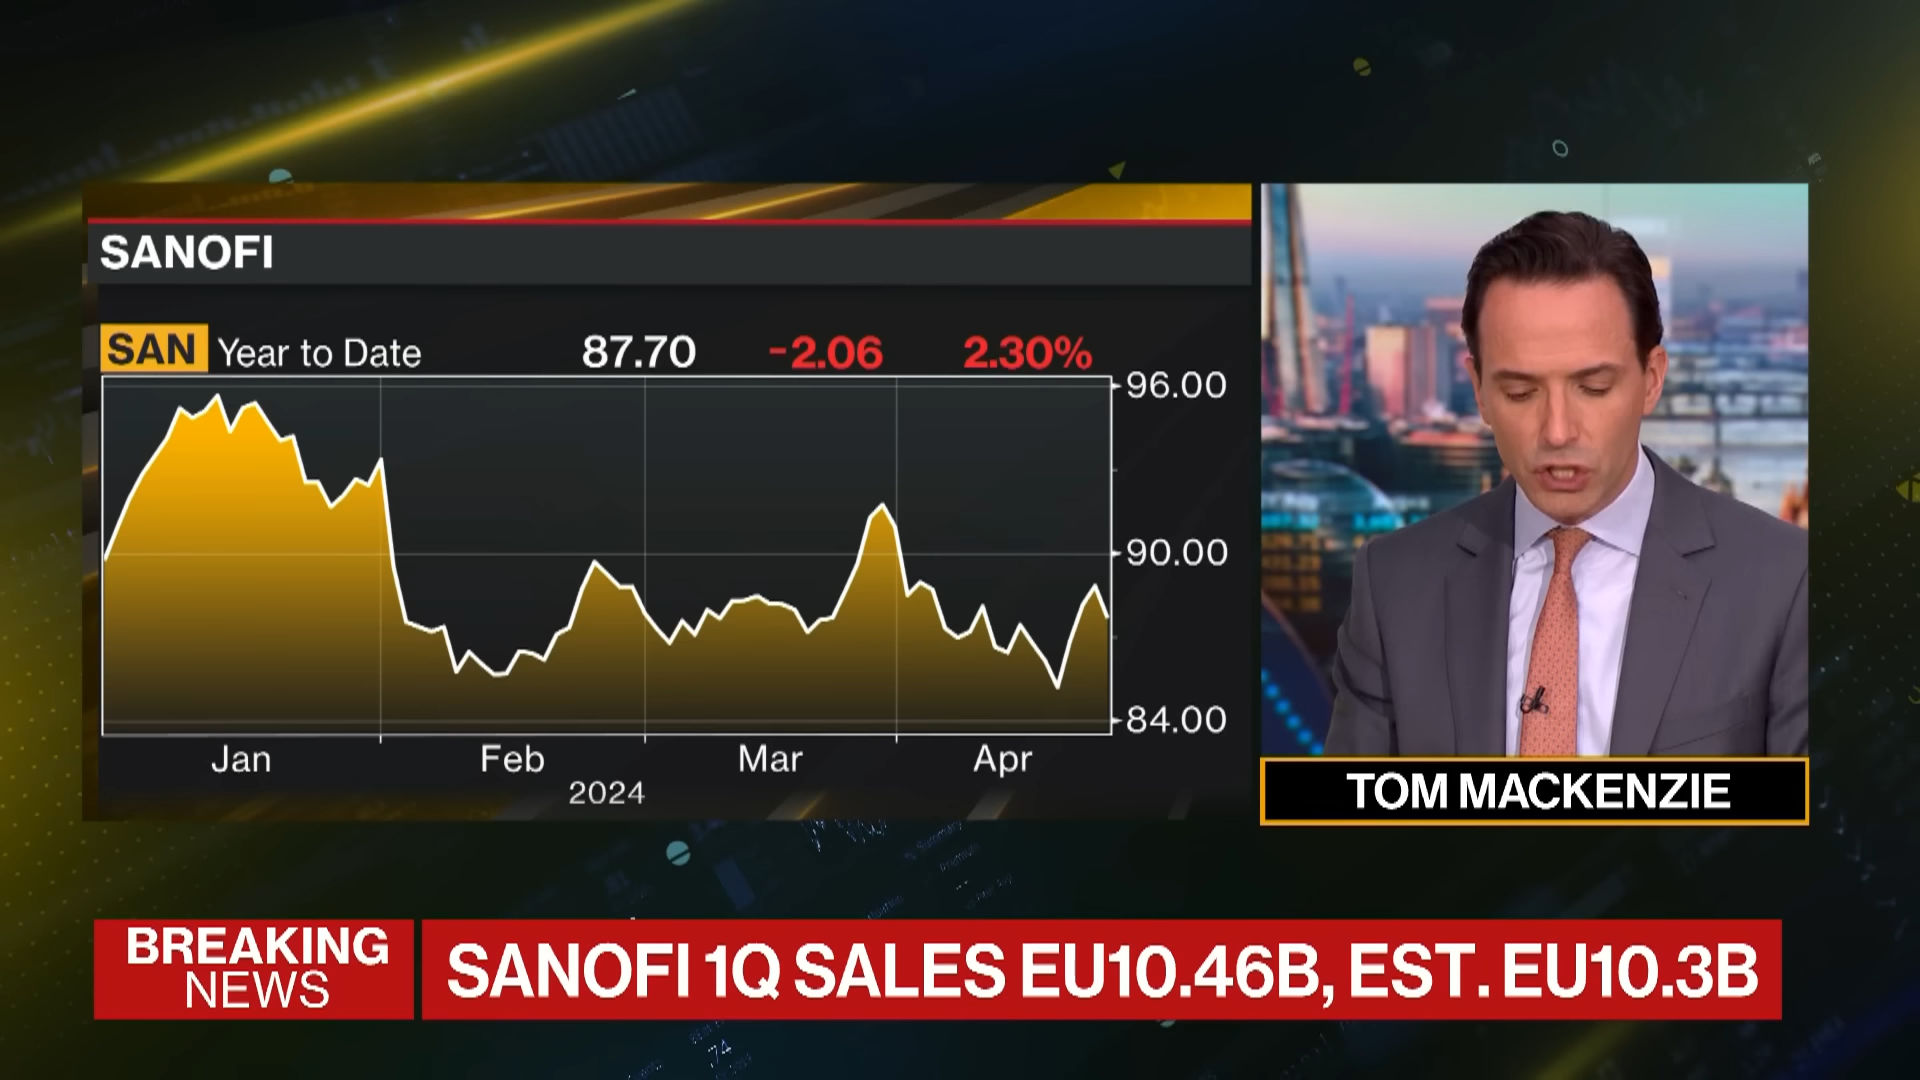 SANOFI
SAN Year to Date 87.70 -2.06 2.30%
96.00
90.00
84.00
Jan Feb Mar Apr
2024
TOM MACKENZIE
BREAKING
NEWS
SANOFI 1Q SALES EU10.46B, EST. EU10.3B
74